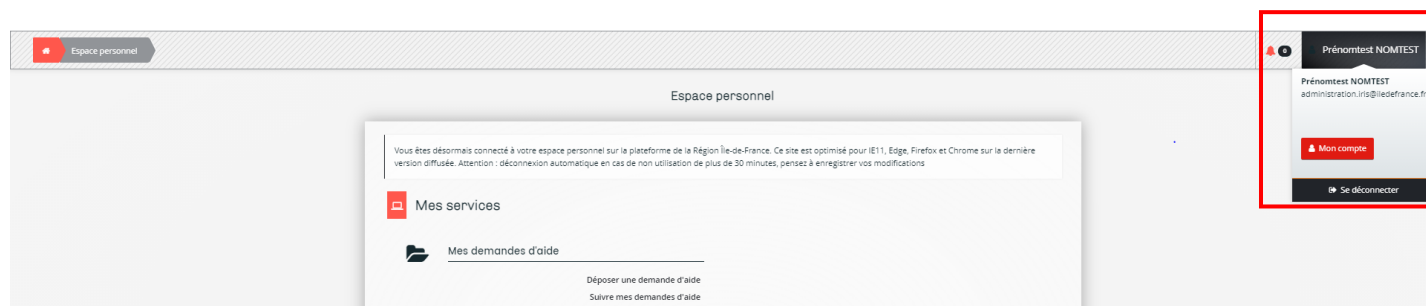 Espace personnel
0
Prénomtest NOMTEST
Prénomtest NOMTEST
administration.iris@iledefrance.fr
Mon compte
Se déconnecter
Espace personnel
Vous êtes désormais connecté à votre espace personnel sur la plateforme de la Région Île-de-France. Ce site est optimisé pour IE11, Edge, Firefox et Chrome sur la dernière
version diffusée. Attention : déconnexion automatique en cas de non utilisation de plus de 30 minutes, pensez à enregistrer vos modifications
Mes services
Mes demandes d'aide
Déposer une demande d'aide
Suivre mes demandes d'aide